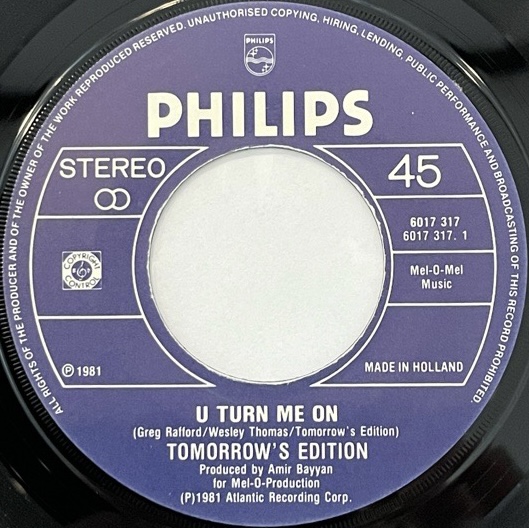 ALL RIGHTS OF THE PRODUCER AND OF THE OWNER OF THE WORK REPRODUCED RESERVED. UNAUTHORISED COPYING, HIRING, LENDING, PUBLIC PERFORMANCE AND BROADCASTING OF THIS RECORD PROHIBITED.
PHILIPS
PHILIPS
STEREO
45
6017 317
6017 317. 1
COPYRIGHT
CONTROL
Mel-O-Mel
Music
Ⓟ 1981
MADE IN HOLLAND
U TURN ME ON
(Greg Rafford/Wesley Thomas/Tomorrow's Edition)
TOMORROW'S EDITION
Produced by Amir Bayyan
for Mel-O-Production
(P)1981 Atlantic Recording Corp.